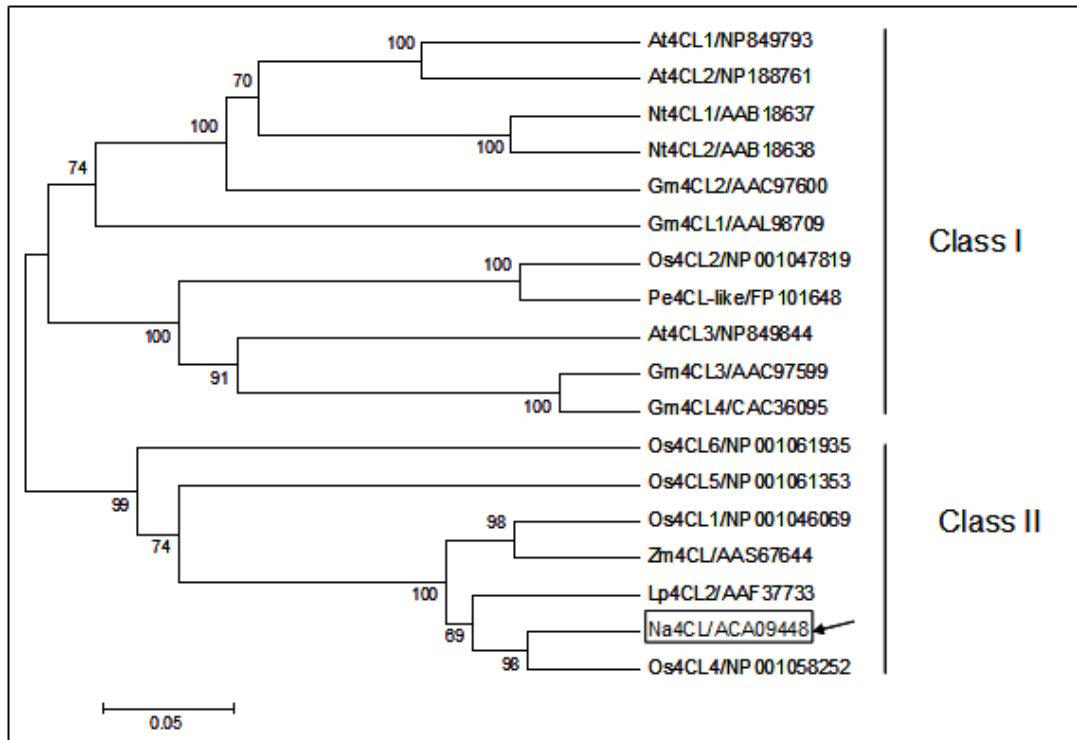 At4CL1/NP849793
100
At4CL2/NP188761
70
Nt4CL1/AAB18637
100
Nt4CL2/AAB18638
100
74
Gm4CL2/AAC97600
Gm4CL1/AAL98709
Class I
Os4CL2/NP001047819
100
Pe4CL-like/FP101648
100
At4CL3/NP849844
91
Gm4CL3/AAC97599
100
Gm4CL4/CAC36095
Os4CL6/NP001061935
99
Os4CL5/NP001061353
74
Os4CL1/NP001046069
98
Class II
Zm4CL/AAS67644
100
Lp4CL2/AAF37733
69
Na4CL/ACA09448
98
Os4CL4/NP001058252
0.05